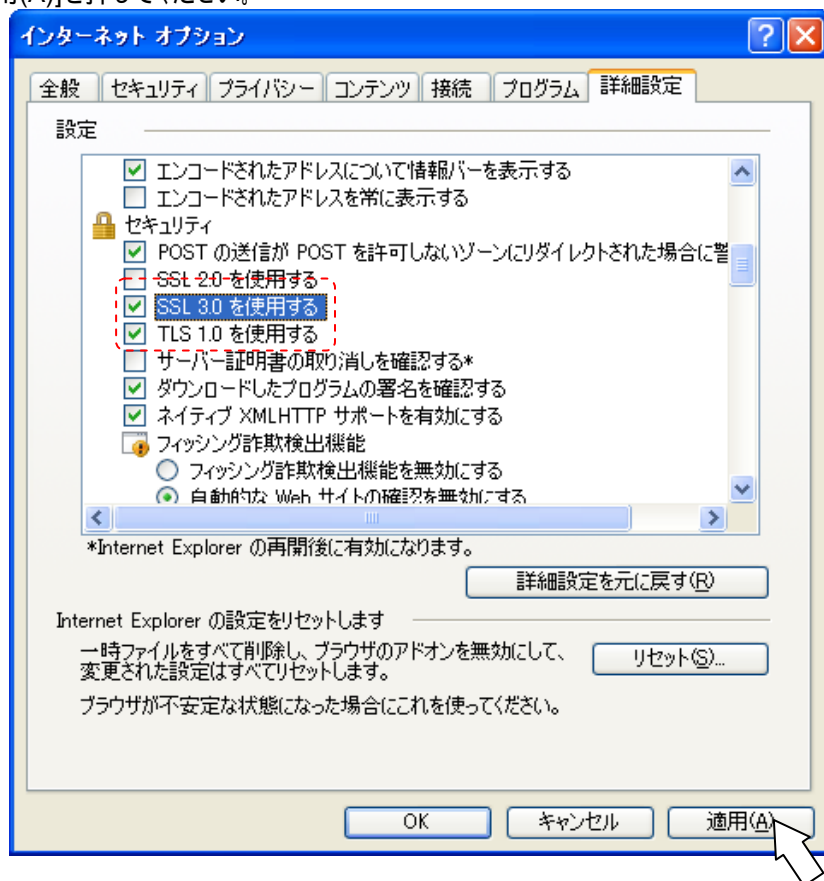 (A)]を押してください。
インターネット オプション
全般 セキュリティ プライバシー コンテンツ 接続 プログラム 詳細設定
設定
エンコードされたアドレスについて情報バーを表示する
エンコードされたアドレスを常に表示する
セキュリティ
POST の送信が POST を許可しないゾーンにリダイレクトされた場合に警
SSL 2.0 を使用する
SSL 3.0 を使用する
TLS 1.0 を使用する
サーバー証明書の取り消しを確認する*
ダウンロードしたプログラムの署名を確認する
ネイティブ XMLHTTP サポートを有効にする
フィッシング詐欺検出機能
フィッシング詐欺検出機能を無効にする
自動的な Web サイトの確認を無効にする
*Internet Explorer の再開後に有効になります。
詳細設定を元に戻す(R)
Internet Explorer の設定をリセットします
一時ファイルをすべて削除し、ブラウザのアドオンを無効にして、
変更された設定はすべてリセットします。
リセット(S)...
ブラウザが不安定な状態になった場合にこれを使ってください。
OK キャンセル 適用(A)